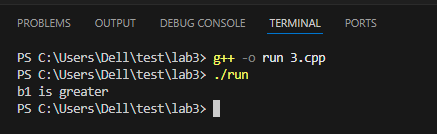 PROBLEMS OUTPUT DEBUG CONSOLE TERMINAL PORTS
PS C:\Users\Dell\test\lab3> g++ -o run 3.cpp
PS C:\Users\Dell\test\lab3> ./run
b1 is greater
PS C:\Users\Dell\test\lab3>